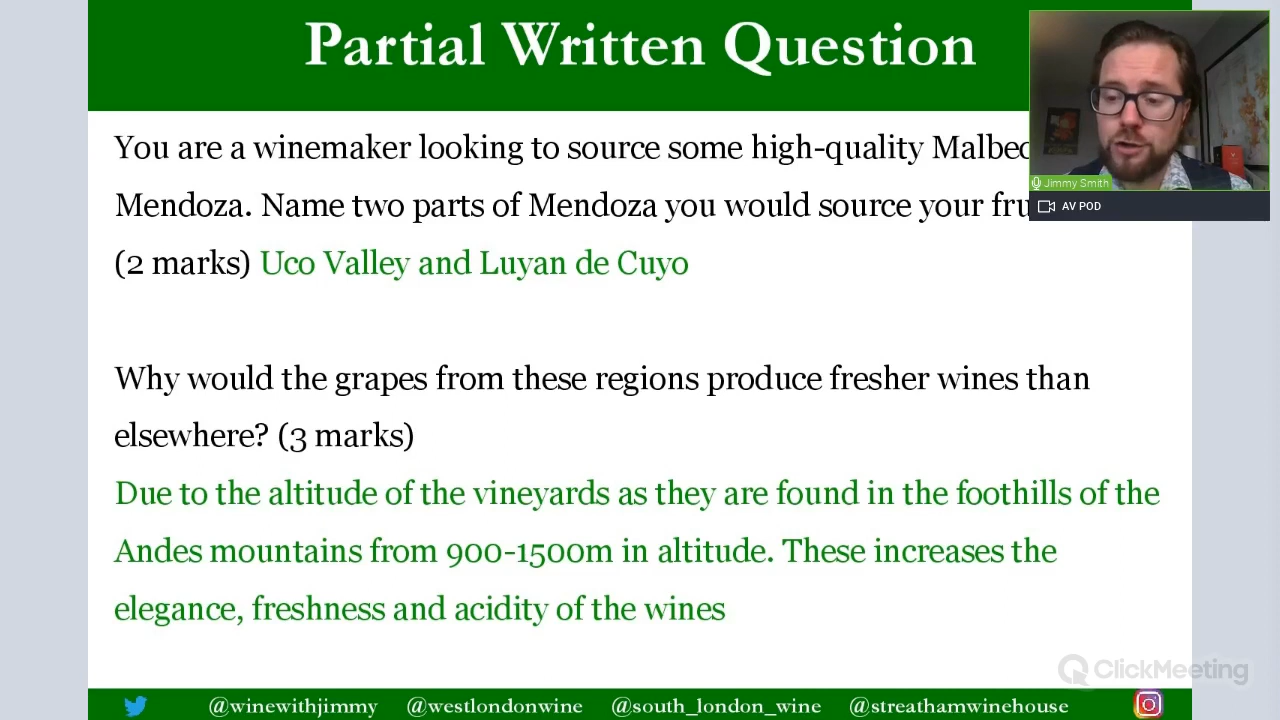 Partial Written Question
You are a winemaker looking to source some high-quality Malbec
Mendoza. Name two parts of Mendoza you would source your fru
(2 marks) Uco Valley and Luyan de Cuyo
Why would the grapes from these regions produce fresher wines than
elsewhere? (3 marks)
Due to the altitude of the vineyards as they are found in the foothills of the
Andes mountains from 900-1500m in altitude. These increases the
elegance, freshness and acidity of the wines
Jimmy Smith
AV POD
ClickMeeting
@winewithjimmy @westlondonwine @south_london_wine @streathamwinehouse